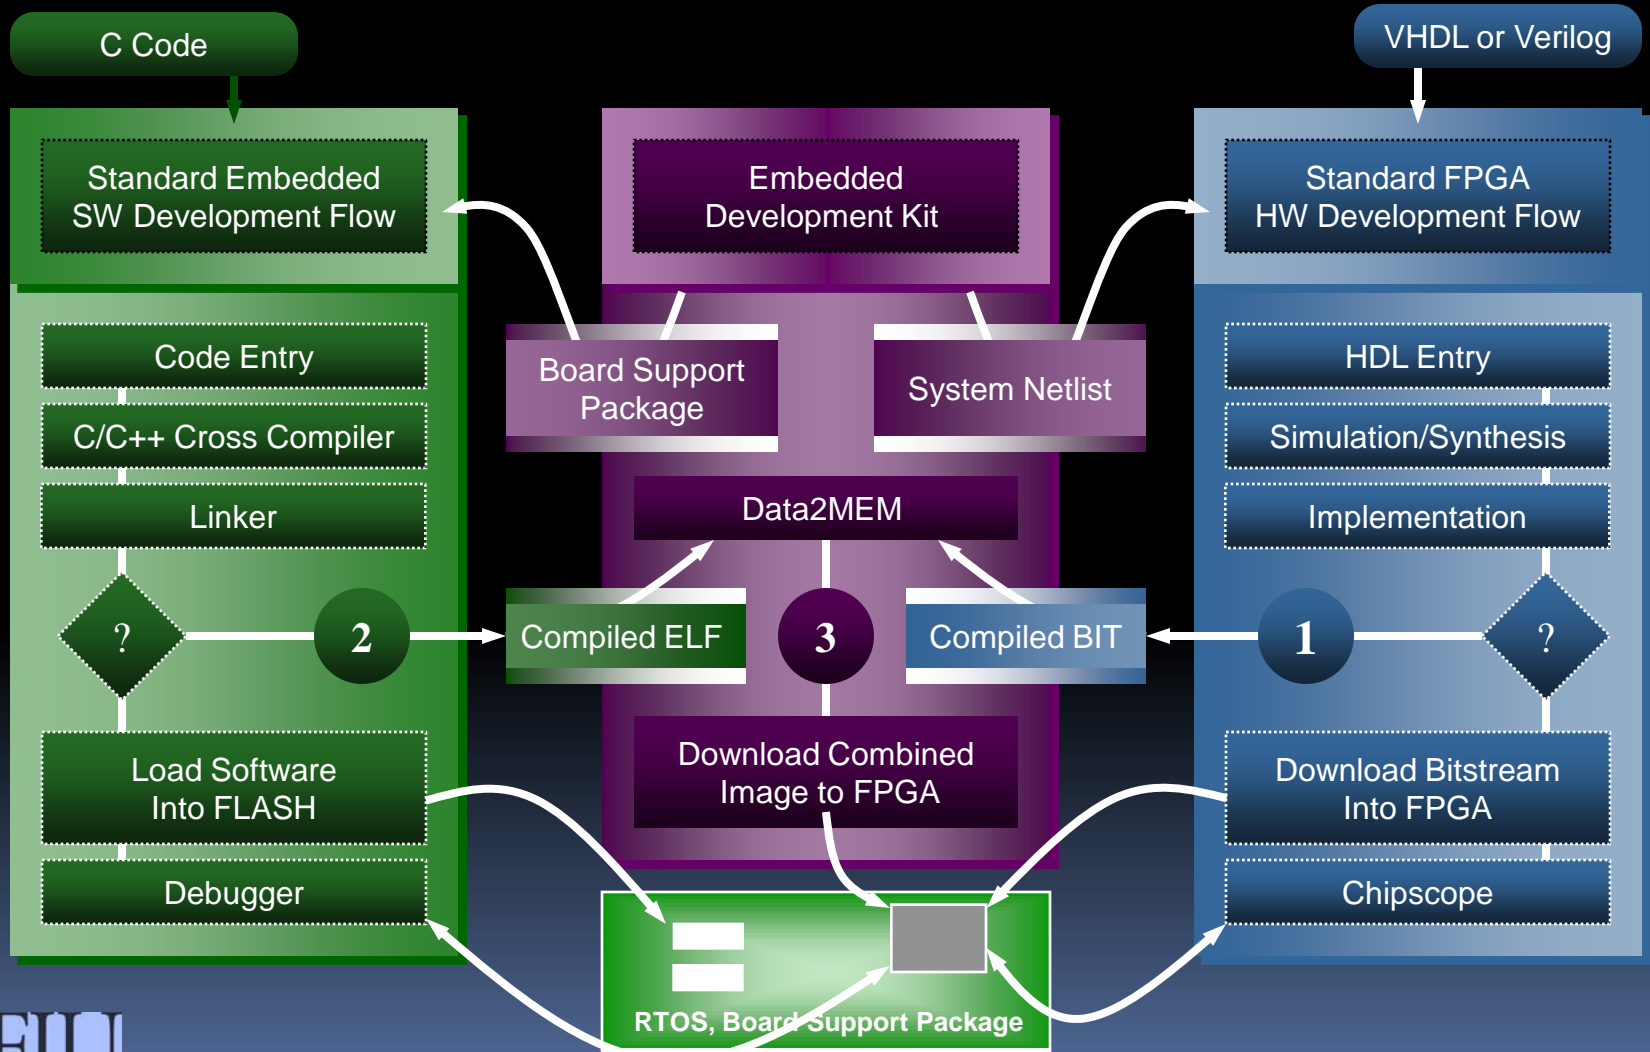 C Code
VHDL or Verilog
Standard Embedded
SW Development Flow
Embedded
Development Kit
Standard FPGA
HW Development Flow
Code Entry
C/C++ Cross Compiler
Linker
?
2
Load Software
Into FLASH
Debugger
Board Support
Package
System Netlist
Data2MEM
Compiled ELF
3
Compiled BIT
Download Combined
Image to FPGA
HDL Entry
Simulation/Synthesis
Implementation
1
?
Download Bitstream
Into FPGA
Chipscope
RTOS, Board Support Package